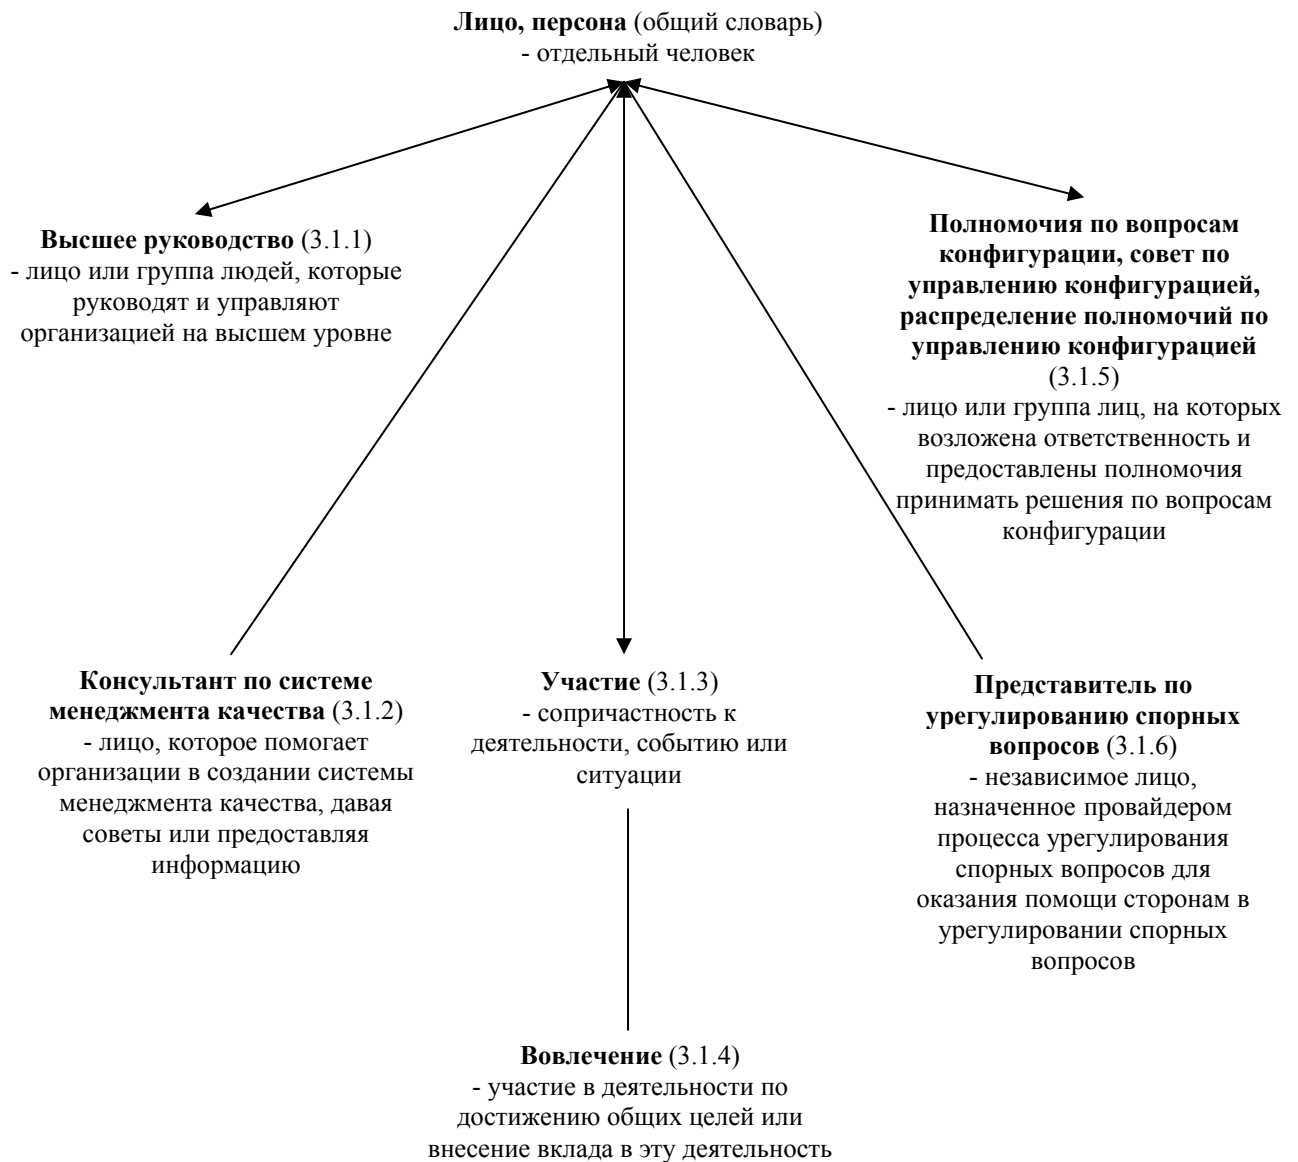 Лицо, персона (общий словарь)
- отдельный человек
Высшее руководство (3.1.1)
- лицо или группа людей, которые
руководят и управляют
организацией на высшем уровне
Полномочия по вопросам
конфигурации, совет по
управлению конфигурацией,
распределение полномочий по
управлению конфигурацией
(3.1.5)
- лицо или группа лиц, на которых
возложена ответственность и
предоставлены полномочия
принимать решения по вопросам
конфигурации
Консультант по системе
менеджмента качества (3.1.2)
- лицо, которое помогает
организации в создании системы
менеджмента качества, давая
советы или предоставляя
информацию
Участие (3.1.3)
- сопричастность к
деятельности, событию или
ситуации
Представитель по
урегулированию спорных
вопросов (3.1.6)
- независимое лицо,
назначенное провайдером
процесса урегулирования
спорных вопросов для
оказания помощи сторонам в
урегулировании спорных
вопросов
Вовлечение (3.1.4)
- участие в деятельности по
достижению общих целей или
внесение вклада в эту деятельность